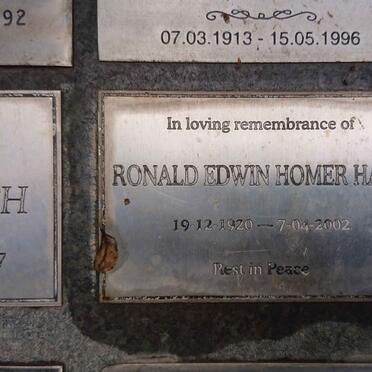 92
07.03.1913 - 15.05.1996
H
7
In loving remembrance of
RONALD EDWIN HOMER HA
19-12-1920 — 7-04-2002
Rest in Peace